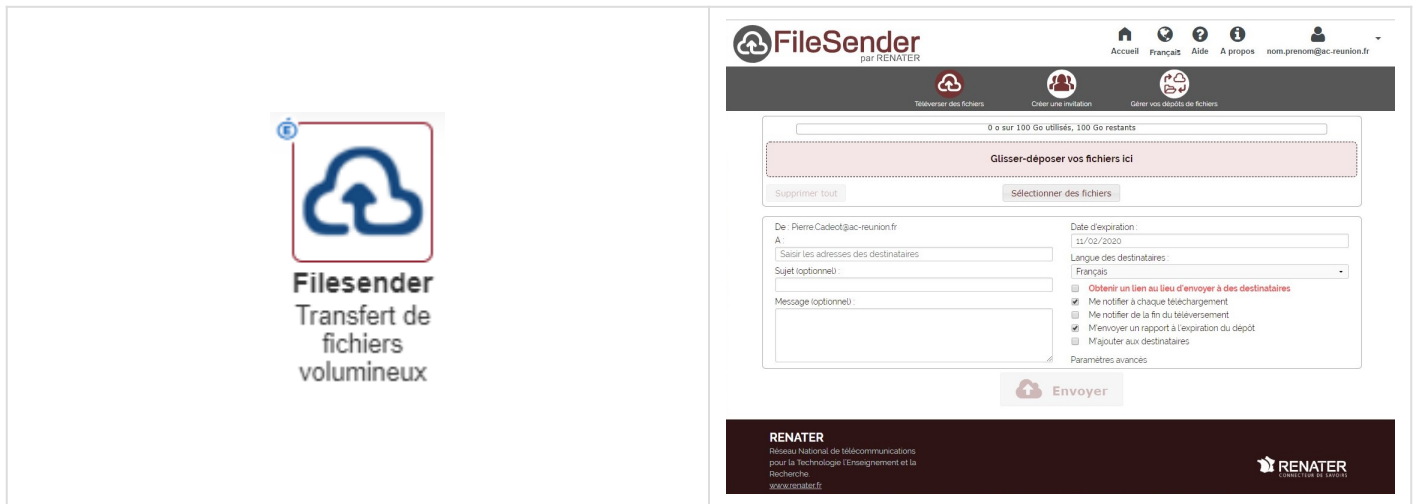 Filesender
Transfert de
fichiers
volumineux
FileSender
par RENATER
Accueil
Français
Aide
A propos
nom.prenom@ac-reunion.fr
Téléverser des fichiers
Créer une invitation
Gérer vos dépôts de fichiers
0 o sur 100 Go utilisés, 100 Go restants
Glisser-déposer vos fichiers ici
Supprimer tout
Sélectionner des fichiers
De : Pierre.Cadeot@ac-reunion.fr
A :
Saisir les adresses des destinataires
Sujet (optionnel) :
Message (optionnel) :
Date d'expiration :
11/02/2020
Langue des destinataires :
Français
Obtenir un lien au lieu d'envoyer à des destinataires
Me notifier à chaque téléchargement
Me notifier de la fin du téléversement
M'envoyer un rapport à l'expiration du dépôt
M'ajouter aux destinataires
Paramètres avancés
Envoyer
RENATER
Réseau National de télécommunications
pour la Technologie l'Enseignement et la
Recherche.
www.renater.fr
RENATER
CONNECTEUR DE SAVOIRS